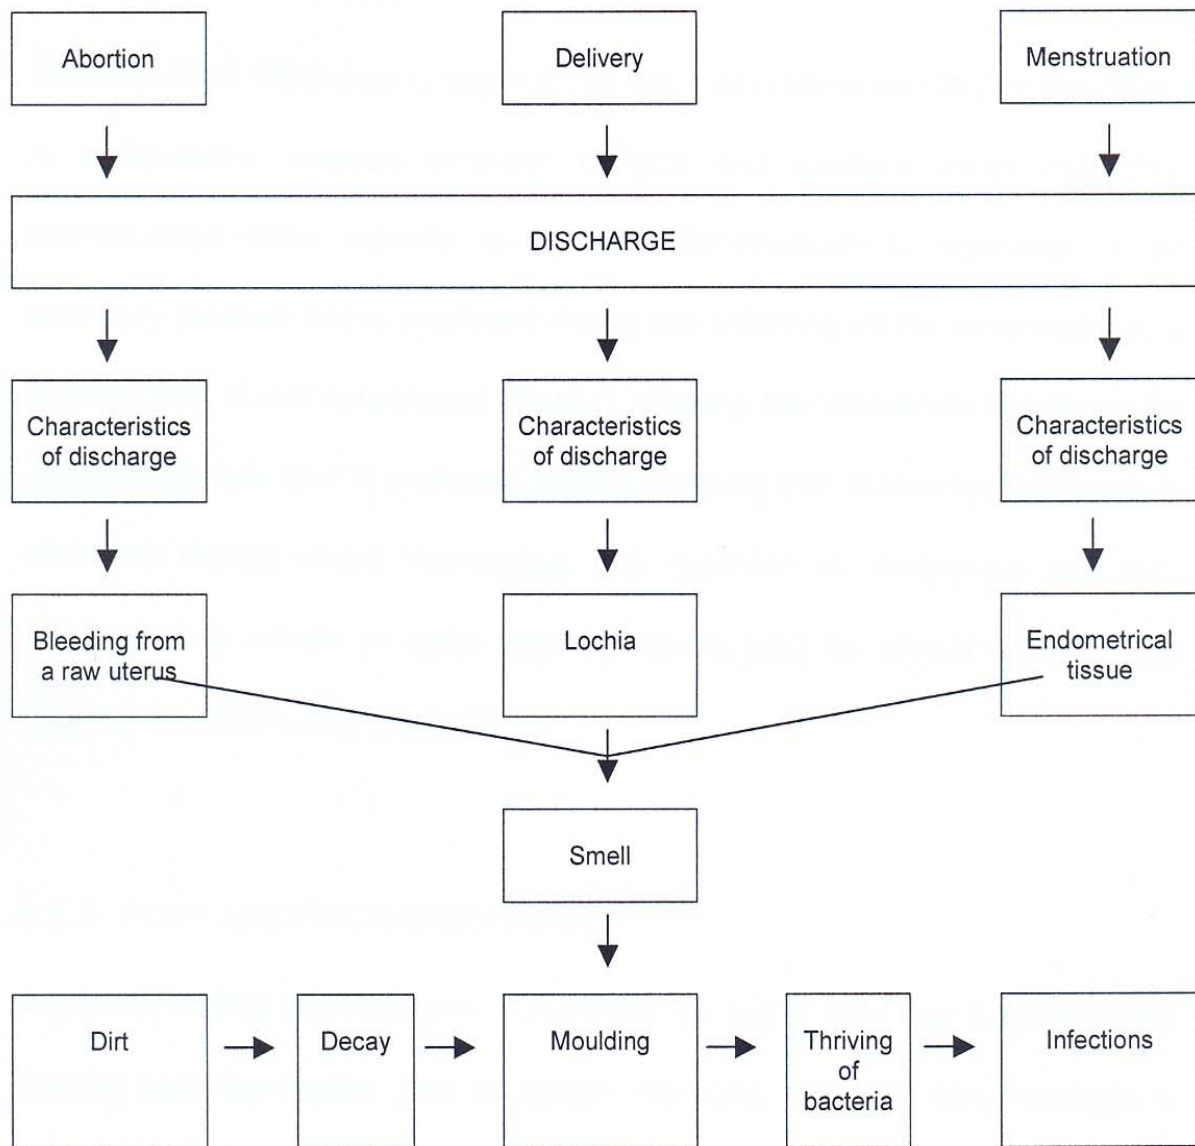 Abortion
Delivery
Menstruation
DISCHARGE
Characteristics
of discharge
Characteristics
of discharge
Characteristics
of discharge
Bleeding from
a raw uterus
Lochia
Endometrical
tissue
Smell
Dirt
Decay
Moulding
Thriving
of
bacteria
Infections